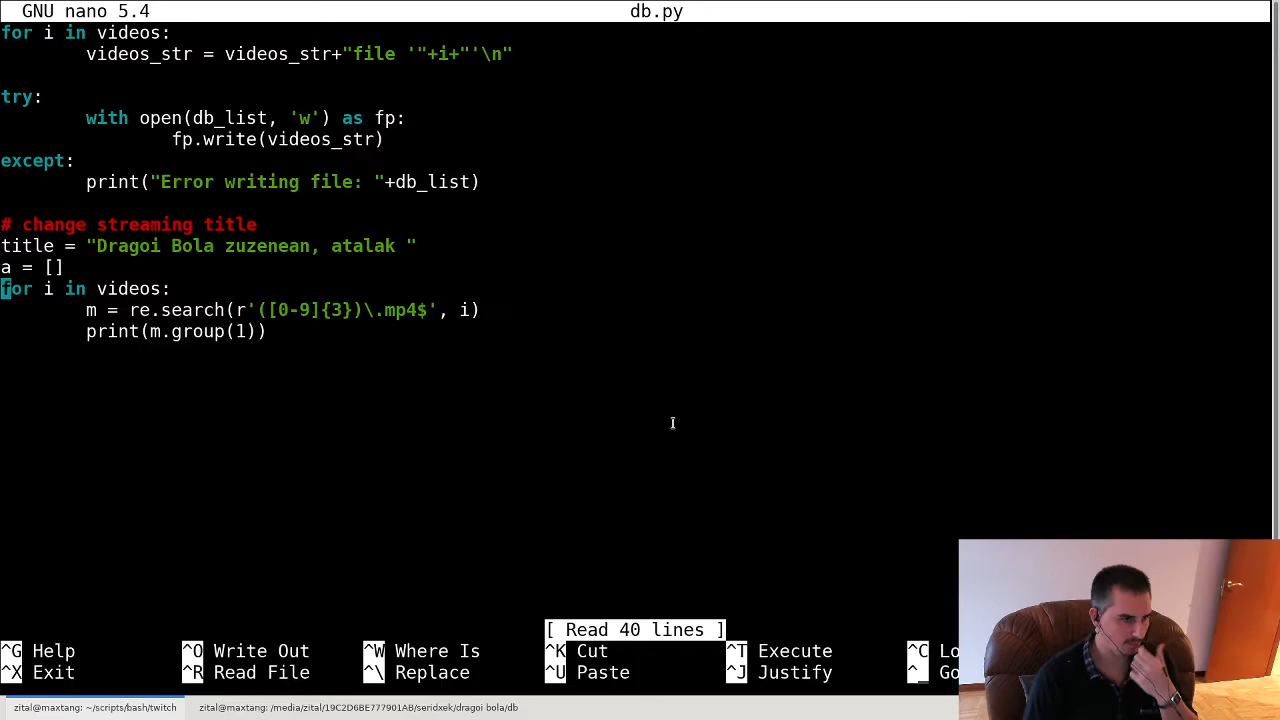 GNU nano 5.4 db.py
for i in videos:
videos_str = videos_str+"file '"+i+"'\n"
try:
with open(db_list, 'w') as fp:
fp.write(videos_str)
except:
print("Error writing file: "+db_list)
# change streaming title
title = "Dragoi Bola zuzenean, atalak "
a = []
for i in videos:
m = re.search(r'([0-9]{3})\.mp4$', i)
print(m.group(1))
[ Read 40 lines ]
^G Help ^O Write Out ^W Where Is ^K Cut ^T Execute ^C Lo
^X Exit ^R Read File ^\ Replace ^U Paste ^J Justify ^_ Go
zital@maxtang: ~/scripts/bash/twitch zital@maxtang: /media/zital/19C2D6BE777901AB/seridxek/dragoi bola/db